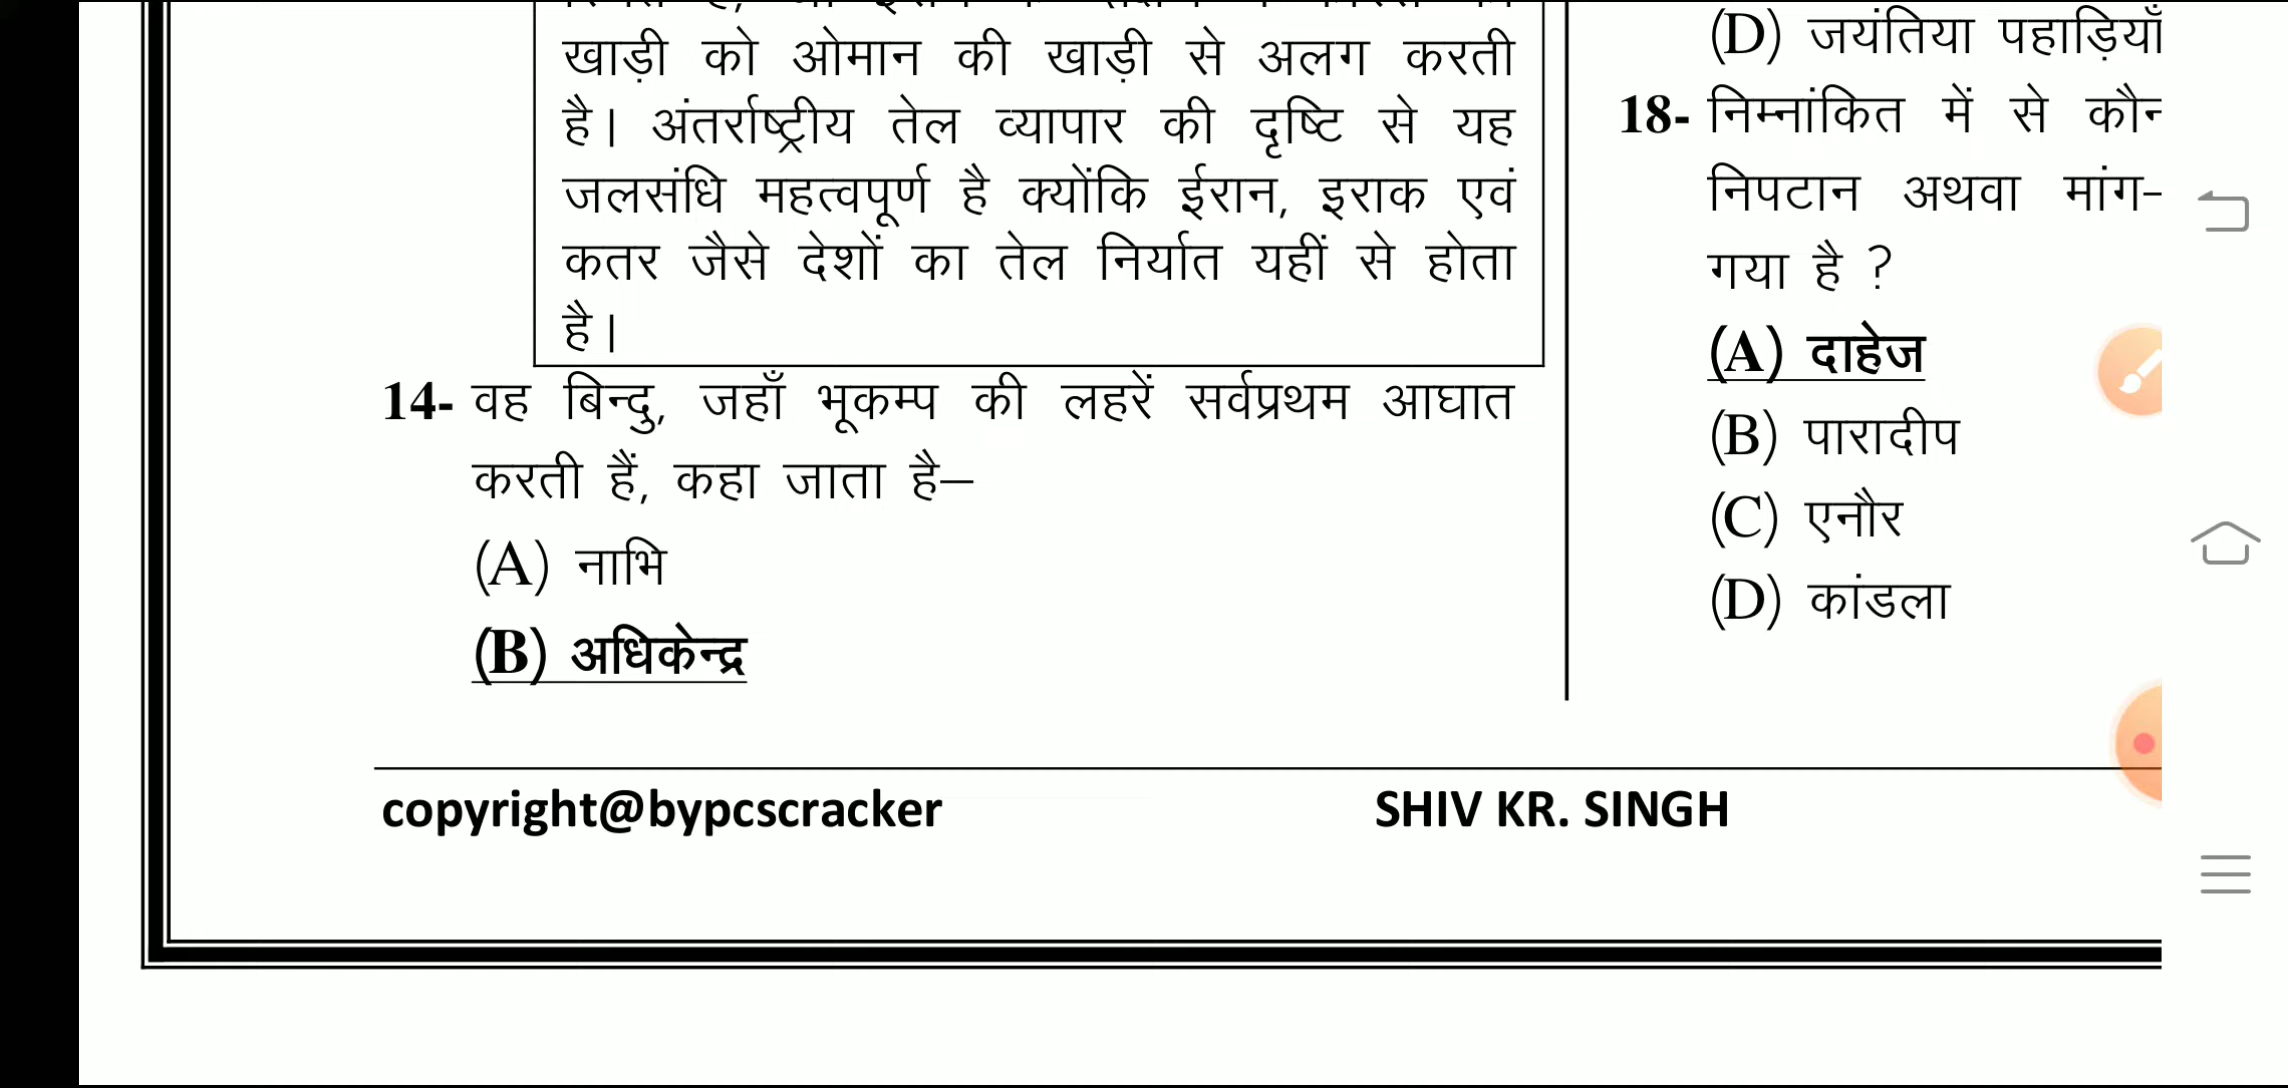 खाड़ी को ओमान की खाड़ी से अलग करती
है। अंतर्राष्ट्रीय तेल व्यापार की दृष्टि से यह
जलसंधि महत्वपूर्ण है क्योंकि ईरान, इराक एवं
कतर जैसे देशों का तेल निर्यात यहीं से होता
है।
14- वह बिन्दु, जहाँ भूकम्प की लहरें सर्वप्रथम आघात
करती हैं, कहा जाता है–
(A) नाभि
(B) अधिकेन्द्र
(D) जयंतिया पहाड़ियाँ
18- निम्नांकित में से
निपटान अथवा मांग-
गया है ?
(A) दाहेज
(B) पारादीप
(C) एनौर
(D) कांडला
copyright@bypcscracker SHIV KR. SINGH